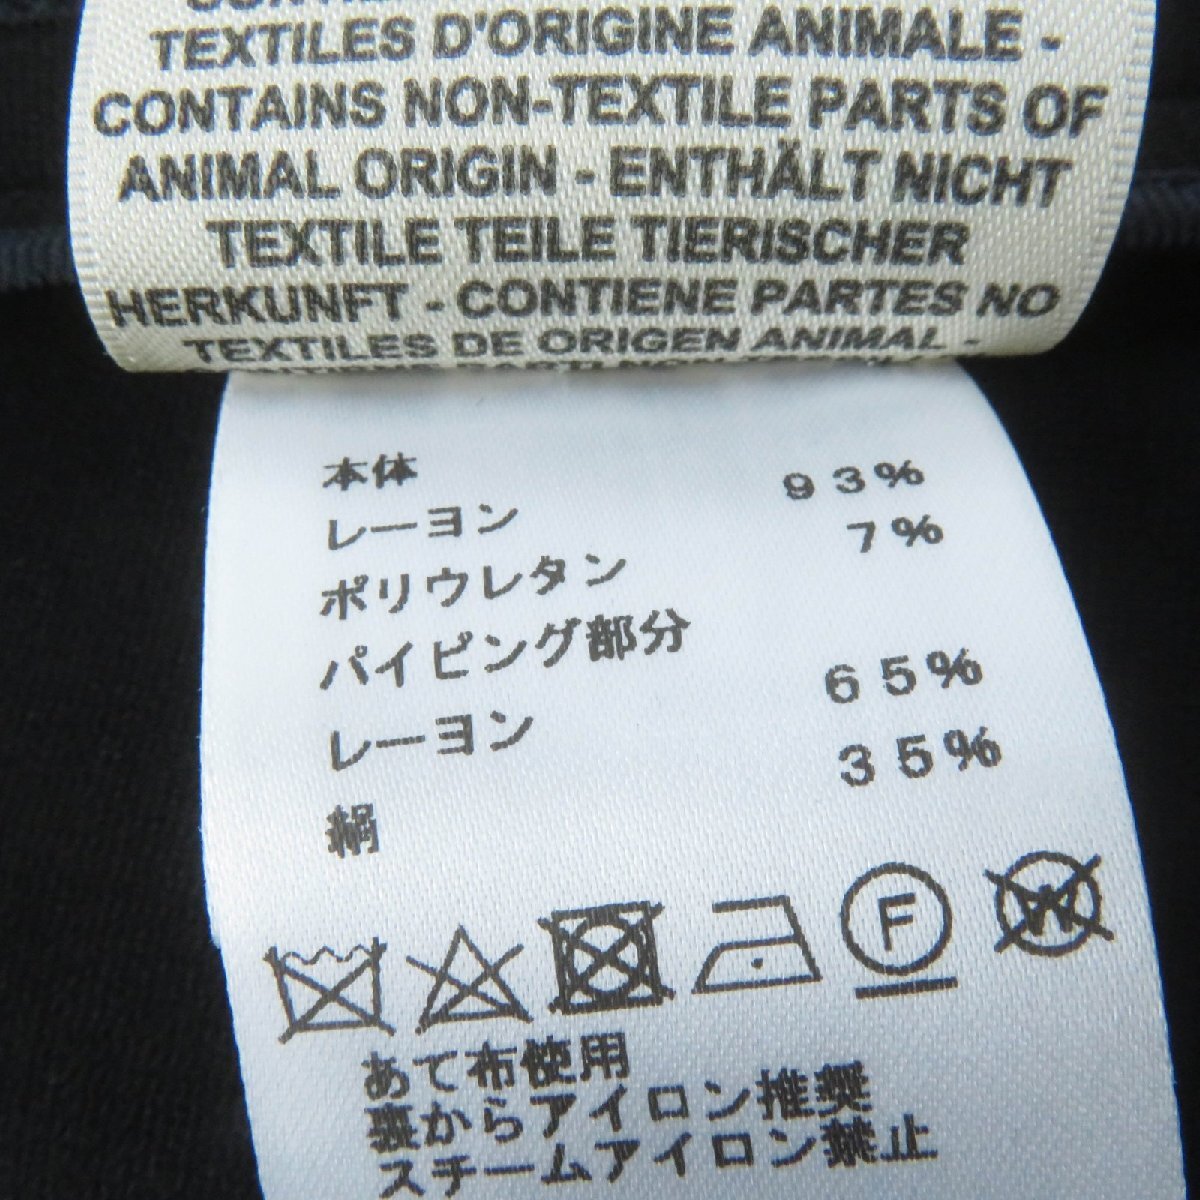 TEXTILES D'ORIGINE ANIMALE -
CONTAINS NON-TEXTILE PARTS OF
ANIMAL ORIGIN - ENTHÄLT NICHT
TEXTILE TEILE TIERISCHER
HERKUNFT - CONTIENE PARTES NO
TEXTILES DE ORIGEN ANIMAL -
本体
レーヨン 93%
ポリウレタン 7%
パイピング部分
レーヨン 65%
絹 35%
F
W
あて布使用
裏からアイロン推奨
スチームアイロン禁止